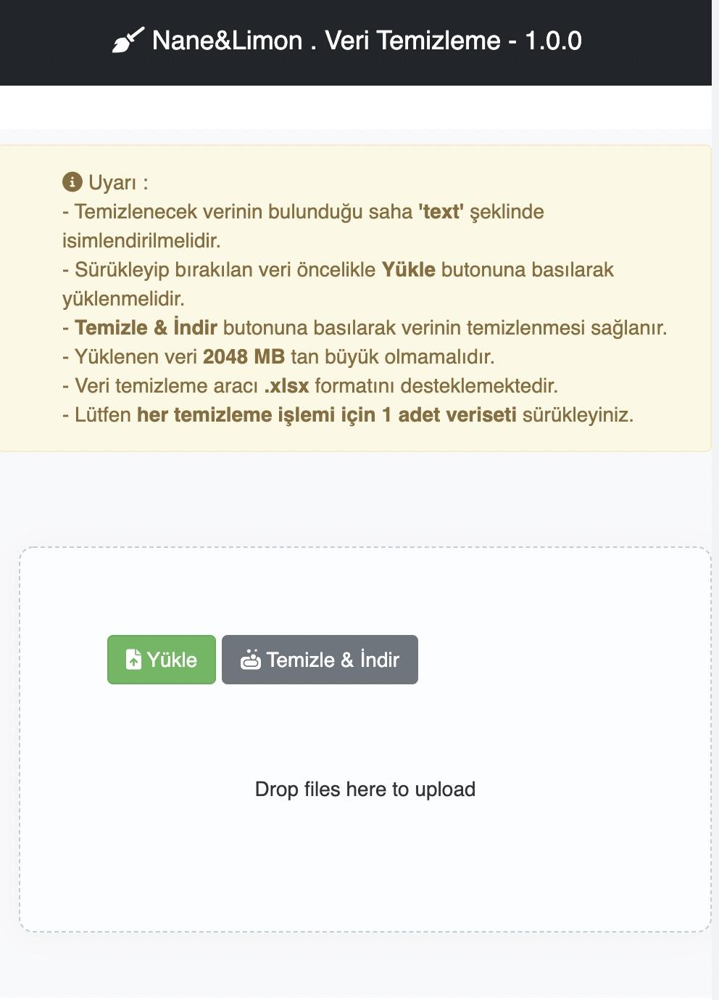 Nane&Limon . Veri Temizleme - 1.0.0
Uyarı :
- Temizlenecek verinin bulunduğu saha 'text' şeklinde
isimlendirilmelidir.
- Sürükleyip bırakılan veri öncelikle Yükle butonuna basılarak
yüklenmelidir.
- Temizle & İndir butonuna basılarak verinin temizlenmesi sağlanır.
- Yüklenen veri 2048 MB tan büyük olmamalıdır.
- Veri temizleme aracı .xlsx formatını desteklemektedir.
- Lütfen her temizleme işlemi için 1 adet veriseti sürükleyiniz.
Yükle Temizle & İndir
Drop files here to upload